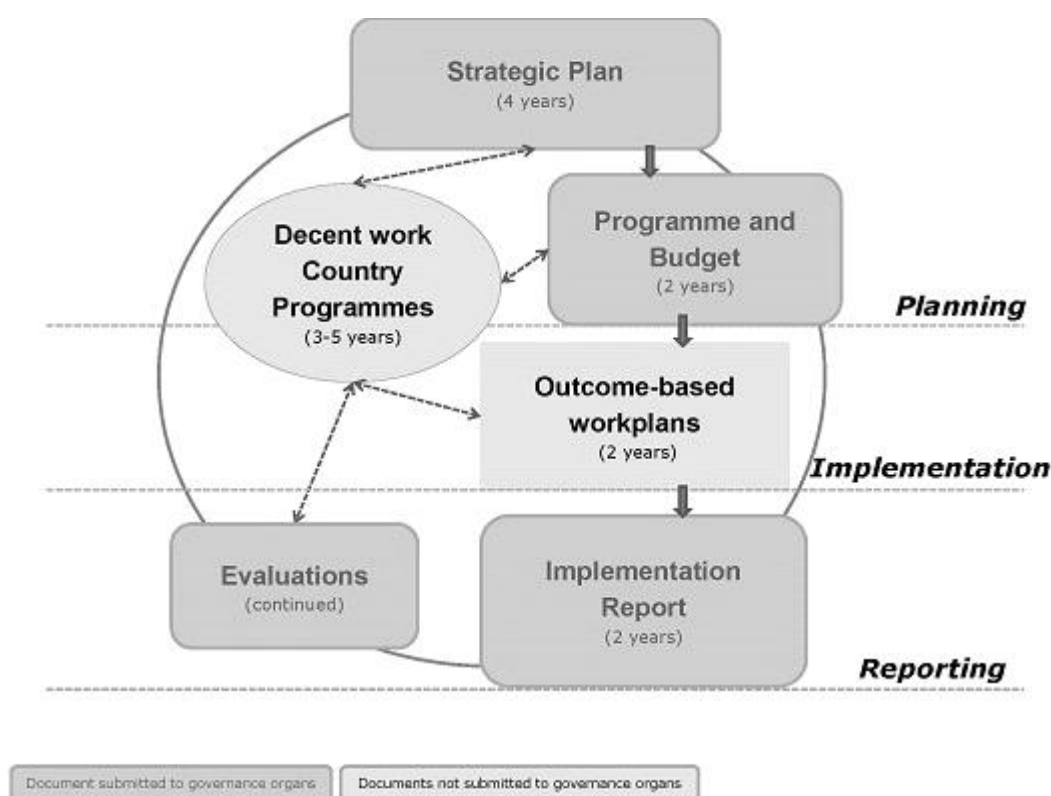 Strategic Plan
(4 years)
Decent work
Country
Programmes
(3-5 years)
Programme and
Budget
(2 years)
Planning
Outcome-based
workplans
(2 years)
Implementation
Evaluations
(continued)
Implementation
Report
(2 years)
Reporting
Document submitted to governance organs
Documents not submitted to governance organs